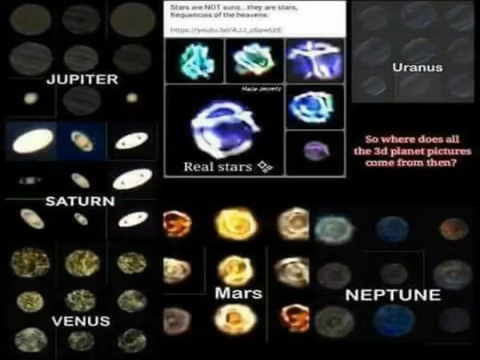 Stars are NOT suns...they are stars,
frequencies of the heavens.
JUPITER
Uranus
Real stars
So where does all
the 3d planet pictures
come from then?
SATURN
Mars
NEPTUNE
VENUS